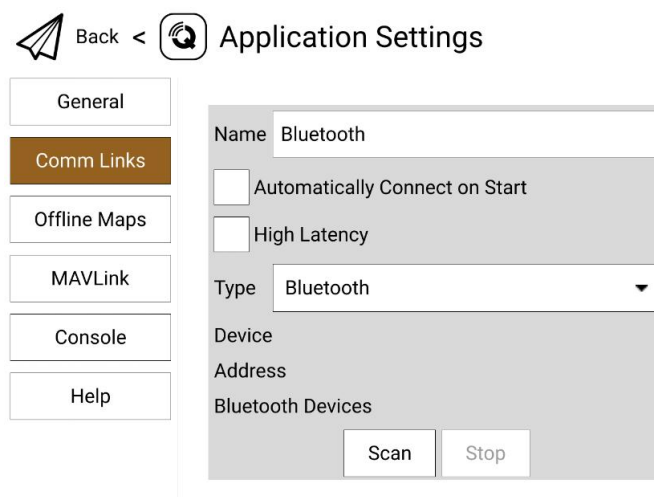 Back < Application Settings
General
Comm Links
Offline Maps
MAVLink
Console
Help
Name Bluetooth
Automatically Connect on Start
High Latency
Type Bluetooth
Device
Address
Bluetooth Devices
Scan Stop